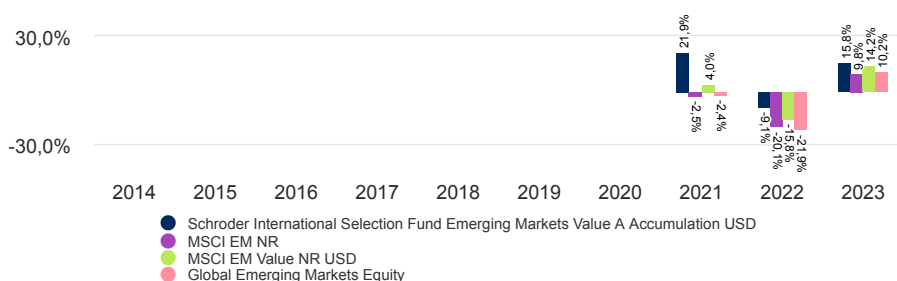 30,0%
-30,0%
21,9%
-2,5%
4,0%
-2,4%
-9,1%
-20,1%
-15,8%
-21,9%
15,8%
9,8%
14,2%
10,2%
2014 2015 2016 2017 2018 2019 2020 2021 2022 2023
Schroder International Selection Fund Emerging Markets Value A Accumulation USD
MSCI EM NR
MSCI EM Value NR USD
Global Emerging Markets Equity